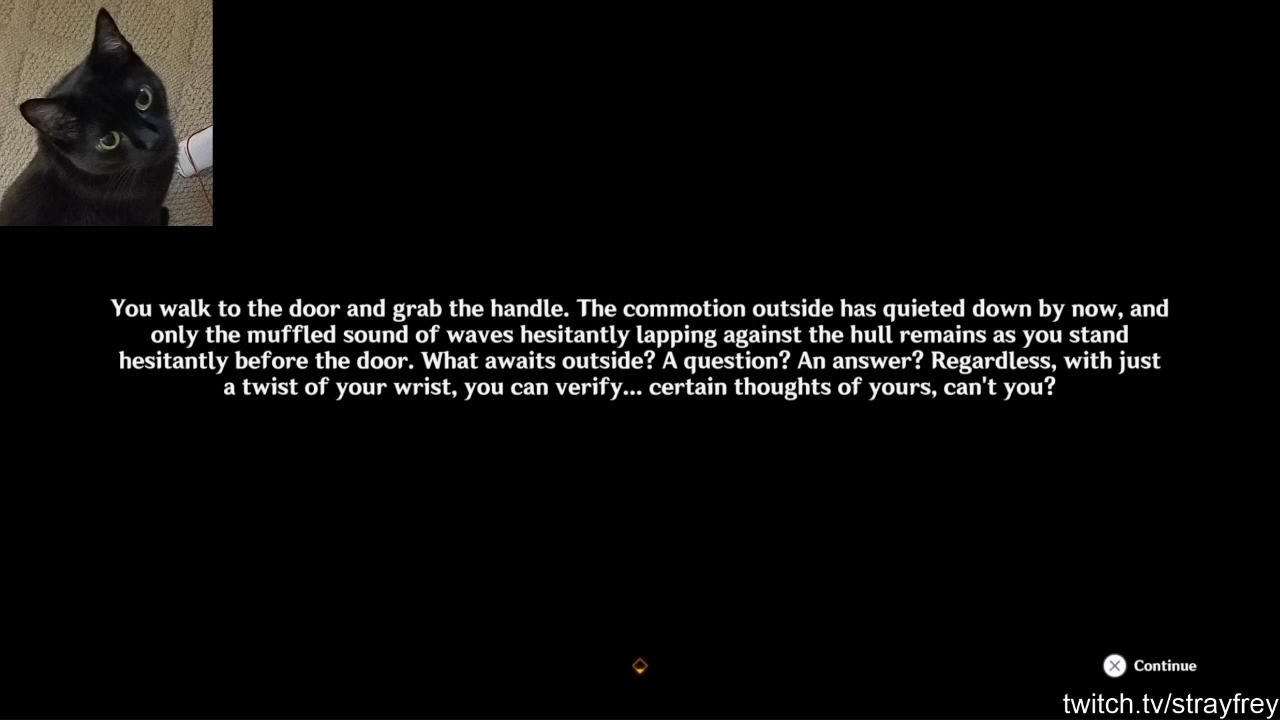 You walk to the door and grab the handle. The commotion outside has quieted down by now, and
only the muffled sound of waves hesitantly lapping against the hull remains as you stand
hesitantly before the door. What awaits outside? A question? An answer? Regardless, with just
a twist of your wrist, you can verify... certain thoughts of yours, can't you?
Continue
twitch.tv/strayfrey